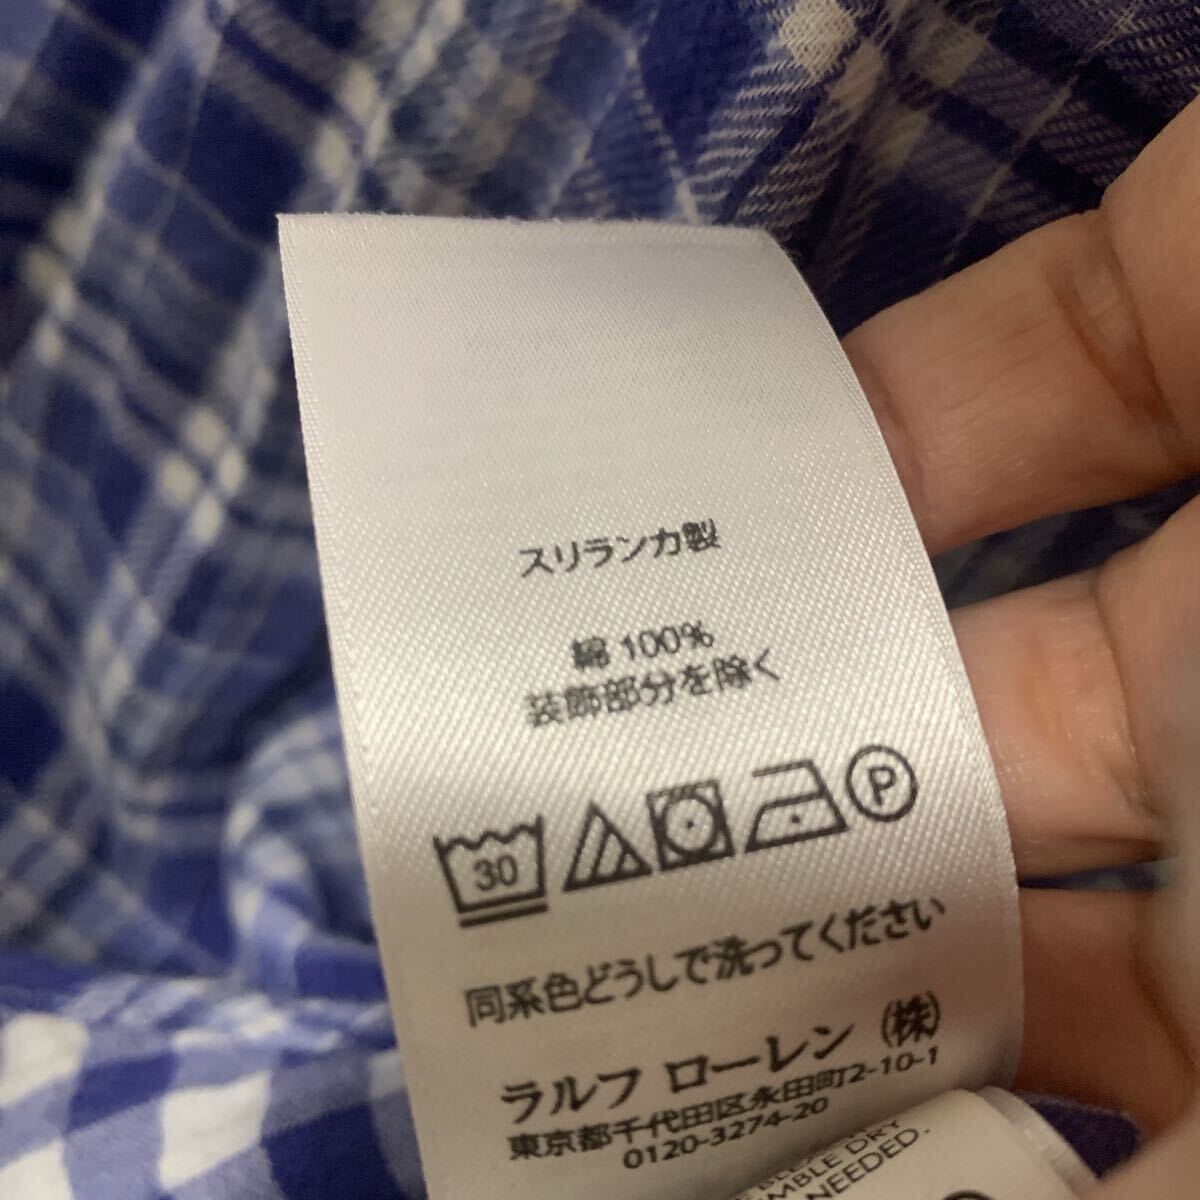 スリランカ製
綿 100%
装飾部分を除く
30
P
同系色どうしで洗ってください
ラルフ ローレン (株)
東京都千代田区永田町2-10-1
0120-3274-20
DRY
NEEDED.